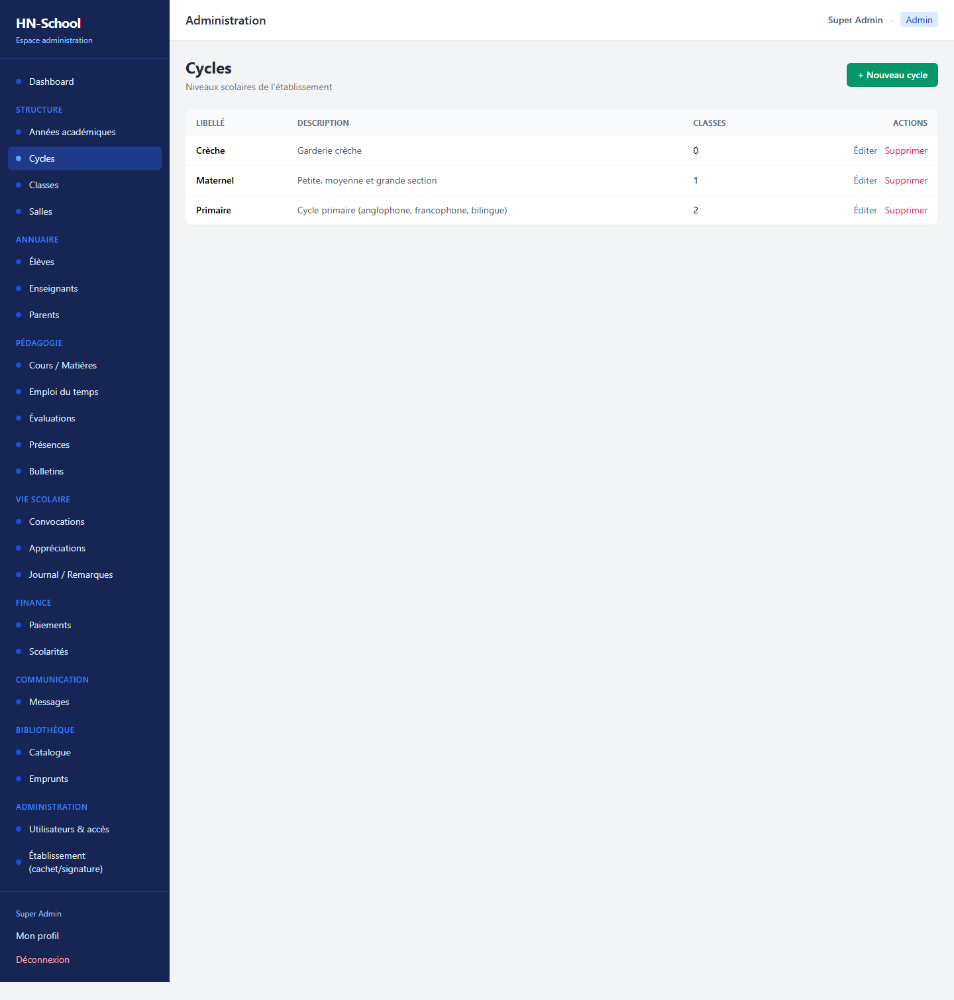 HN-School
Espace administration
Dashboard
STRUCTURE
Années académiques
Cycles
Classes
Salles
ANNUAIRE
Élèves
Enseignants
Parents
PÉDAGOGIE
Cours / Matières
Emploi du temps
Évaluations
Présences
Bulletins
VIE SCOLAIRE
Convocations
Appréciations
Journal / Remarques
FINANCE
Paiements
Scolarités
COMMUNICATION
Messages
BIBLIOTHÈQUE
Catalogue
Emprunts
ADMINISTRATION
Utilisateurs & accès
Établissement
(cachet/signature)
Super Admin
Mon profil
Déconnexion
Administration
Super Admin · Admin
Cycles
Niveaux scolaires de l'établissement
+ Nouveau cycle
LIBELLÉ DESCRIPTION CLASSES ACTIONS
Crèche Garderie crèche 0 Éditer Supprimer
Maternel Petite, moyenne et grande section 1 Éditer Supprimer
Primaire Cycle primaire (anglophone, francophone, bilingue) 2 Éditer Supprimer